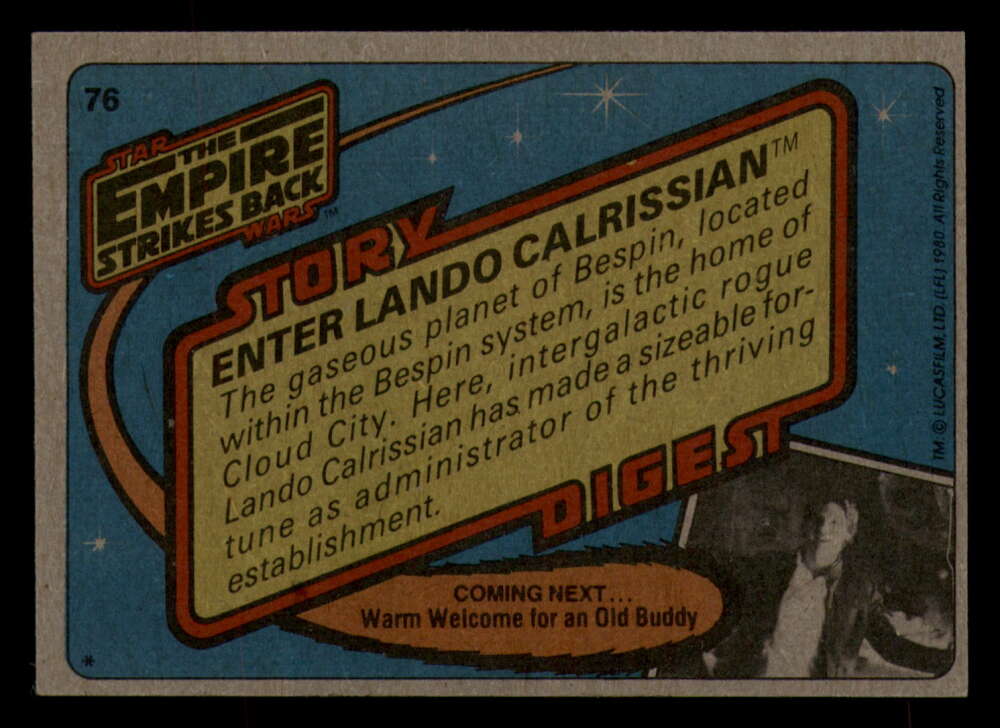 76
STAR
THE
EMPIRE
STRIKES BACK
WARS™
STORY
ENTER LANDO CALRISSIAN™
The gaseous planet of Bespin, located
within the Bespin system, is the home of
Cloud City. Here, intergalactic rogue
Lando Calrissian has made a sizeable for-
tune as administrator of the thriving
establishment.
DIGEST
COMING NEXT...
Warm Welcome for an Old Buddy
*
TM, © LUCASFILM, LTD. (LFL) 1980. All Rights Reserved